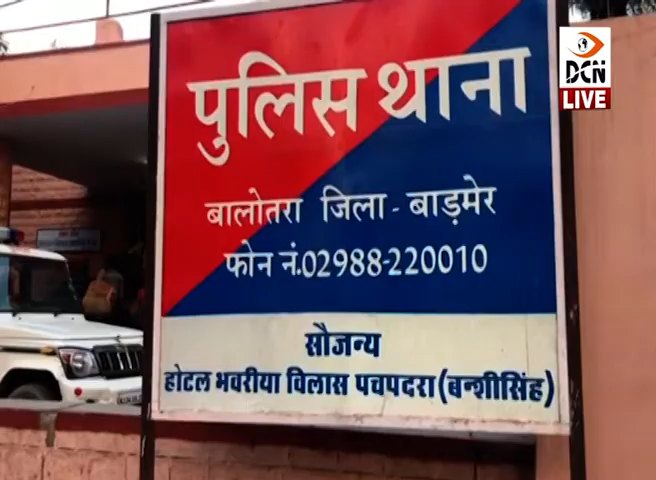 DCN
LIVE
पुलिस थाना
बालोतरा जिला - बाड़मेर
फोन नं.02988-220010
सौजन्य
होटल भवरीया विलास पचपदरा (बन्शीसिंह)